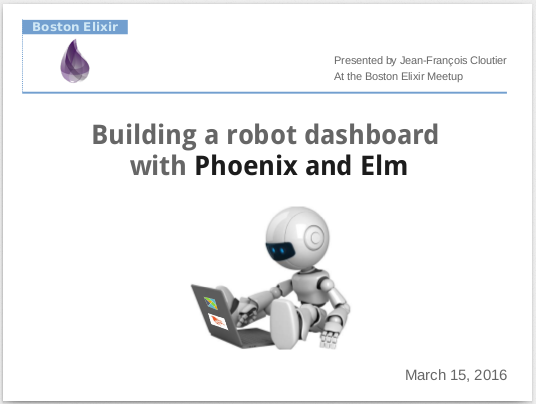 Boston Elixir
Presented by Jean-François Cloutier
At the Boston Elixir Meetup
Building a robot dashboard
with Phoenix and Elm
March 15, 2016